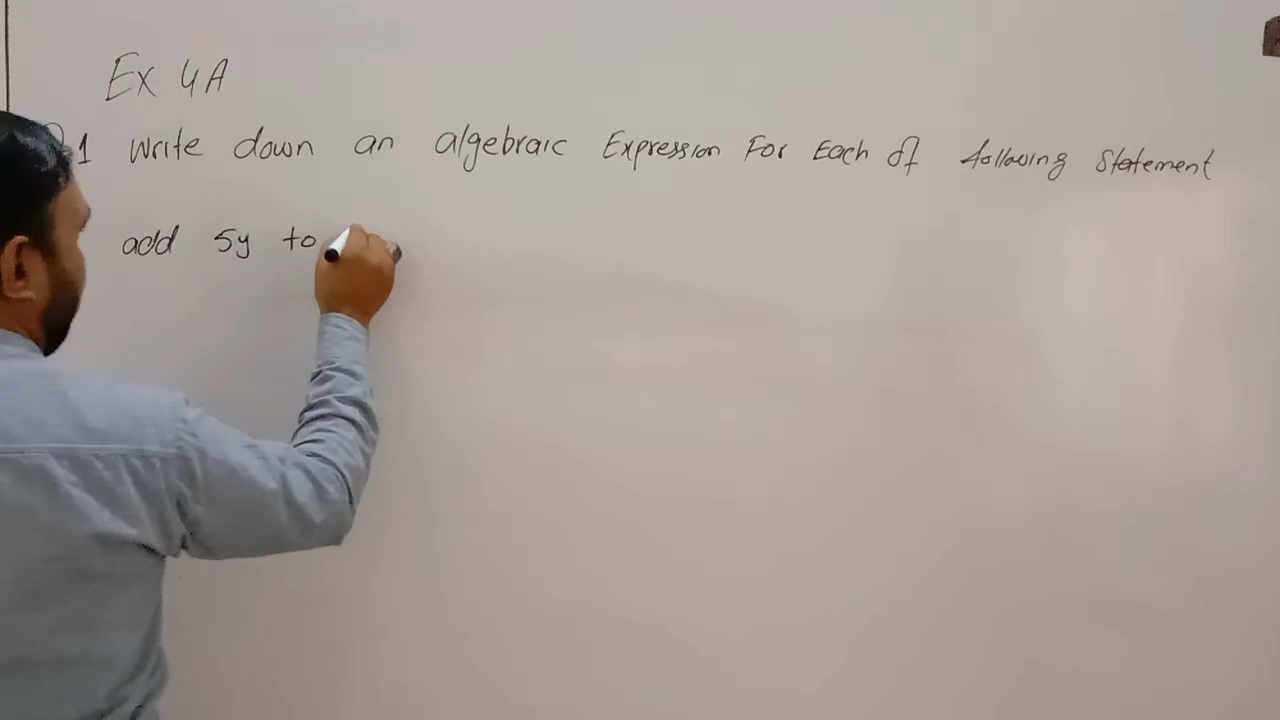 Ex 4A
1 write down an algebraic Expression For Each of following Statement
add 5y to